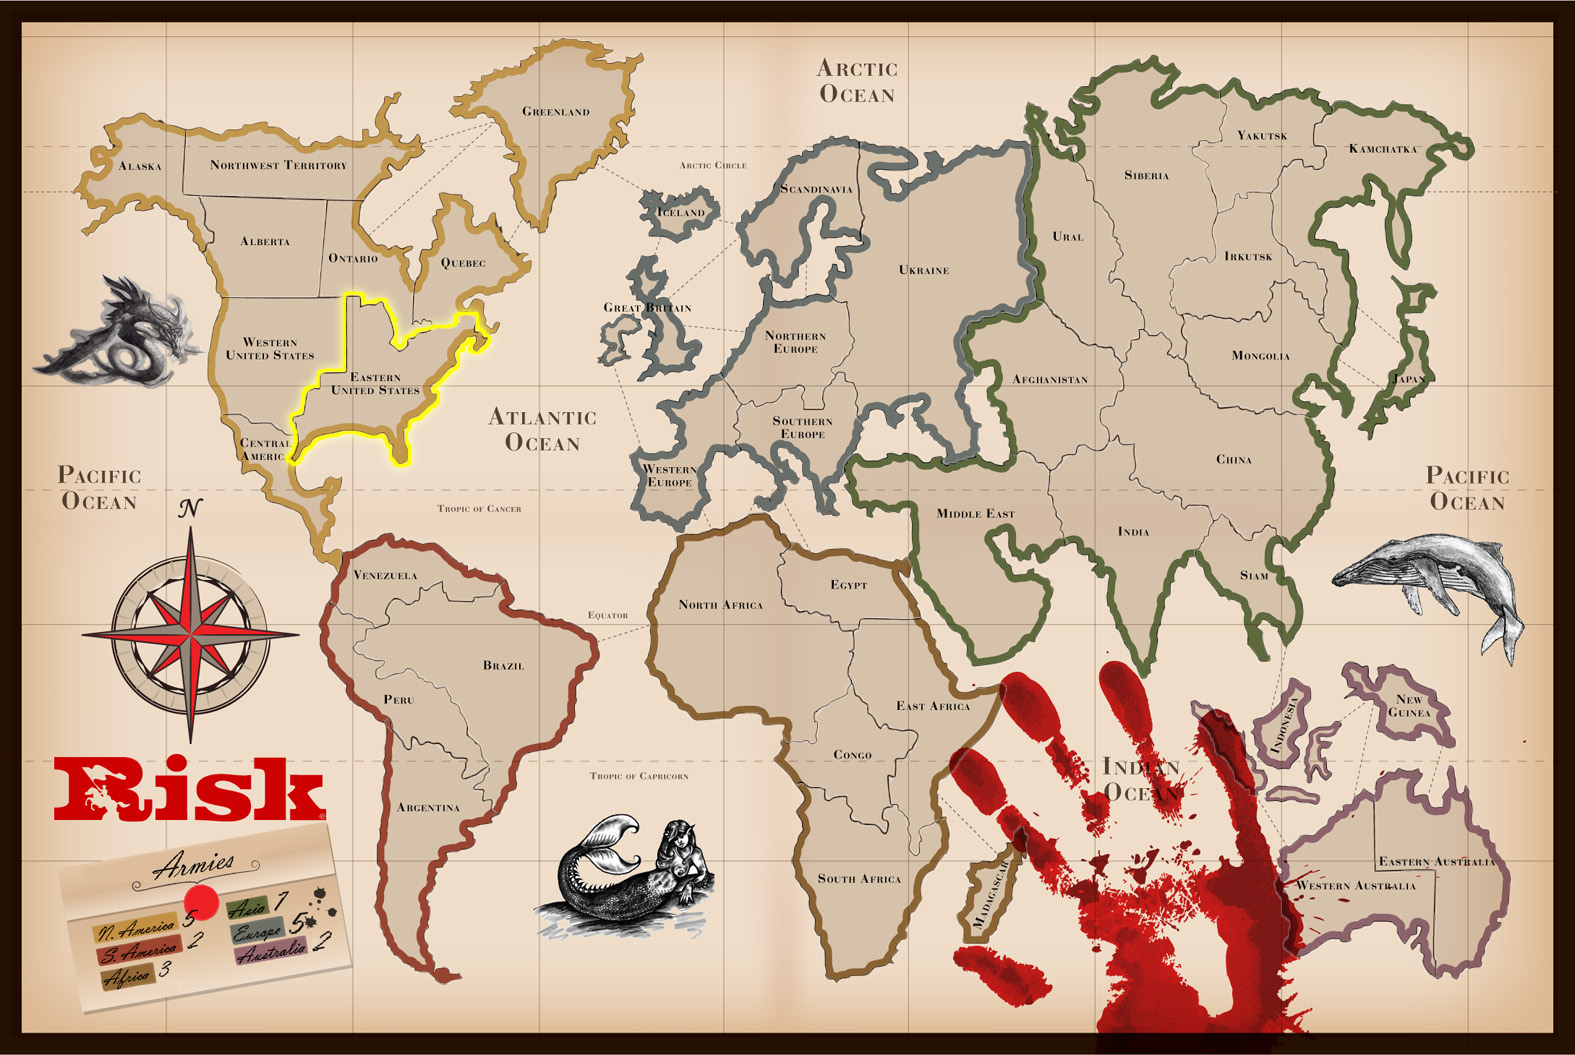 Arctic
Ocean
Greenland
Alaska
Northwest Territory
Arctic Circle
Scandinavia
Iceland
Yakutsk
Kamchatka
Siberia
Alberta
Ontario
Quebec
Ural
Ukraine
Irkutsk
Great Britain
Western
United States
Northern
Europe
Mongolia
Eastern
United States
Afghanistan
Japan
Atlantic
Ocean
Southern
Europe
Central
Americ
China
Pacific
Ocean
Western
Europe
Pacific
Ocean
N
Tropic of Cancer
Middle East
India
Venezuela
Egypt
Siam
North Africa
Equator
Brazil
Peru
East Africa
Indonesia
New
Guinea
Congo
Indian
Ocean
Tropic of Capricorn
Risk
Argentina
Armies
South Africa
Madagascar
Eastern Australia
Western Australia
N. America 5
S. America 2
Africa 3
Asia 7
Europe 5
Australia 2